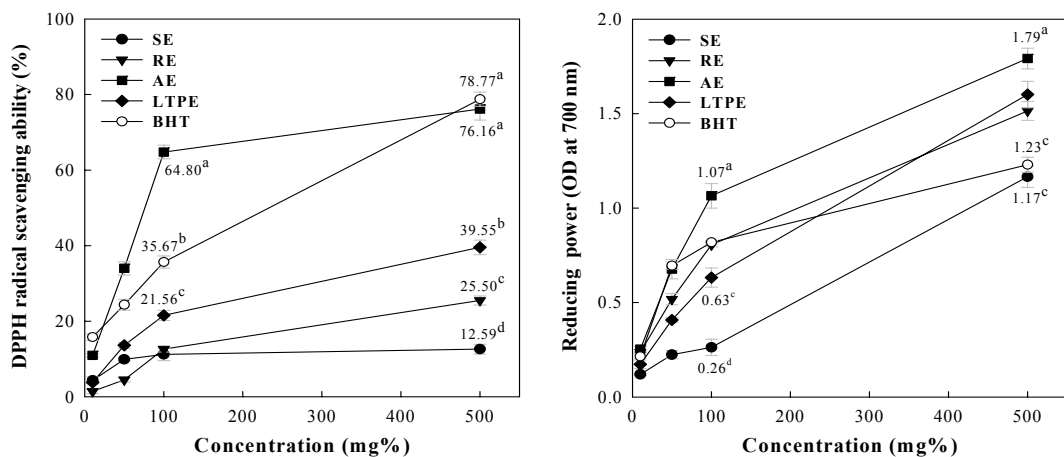 DPPH radical scavenging ability (%)
100
80
60
40
20
0
SE
RE
AE
LTPE
BHT
78.77a
76.16a
64.80a
39.55b
35.67b
25.50c
21.56c
12.59d
0 100 200 300 400 500
Concentration (mg%)
Reducing power (OD at 700 nm)
2.0
1.5
1.0
0.5
0.0
SE
RE
AE
LTPE
BHT
1.79a
1.23c
1.17c
1.07a
0.63c
0.26d
0 100 200 300 400 500
Concentration (mg%)